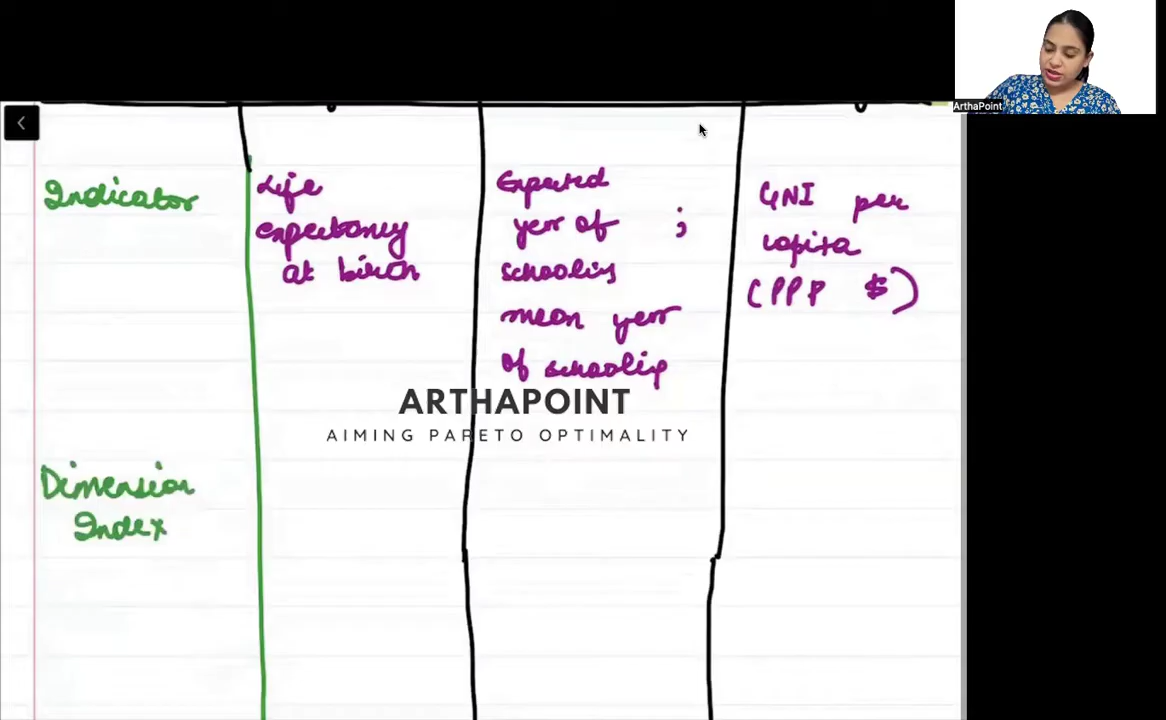 ArthaPoint
Indicator
Life
expectancy
at birth
Expected
year of ;
schooling
mean year
of schooling
GNI per
capita
(PPP $)
ARTHAPOINT
AIMING PARETO OPTIMALITY
Dimension
Index